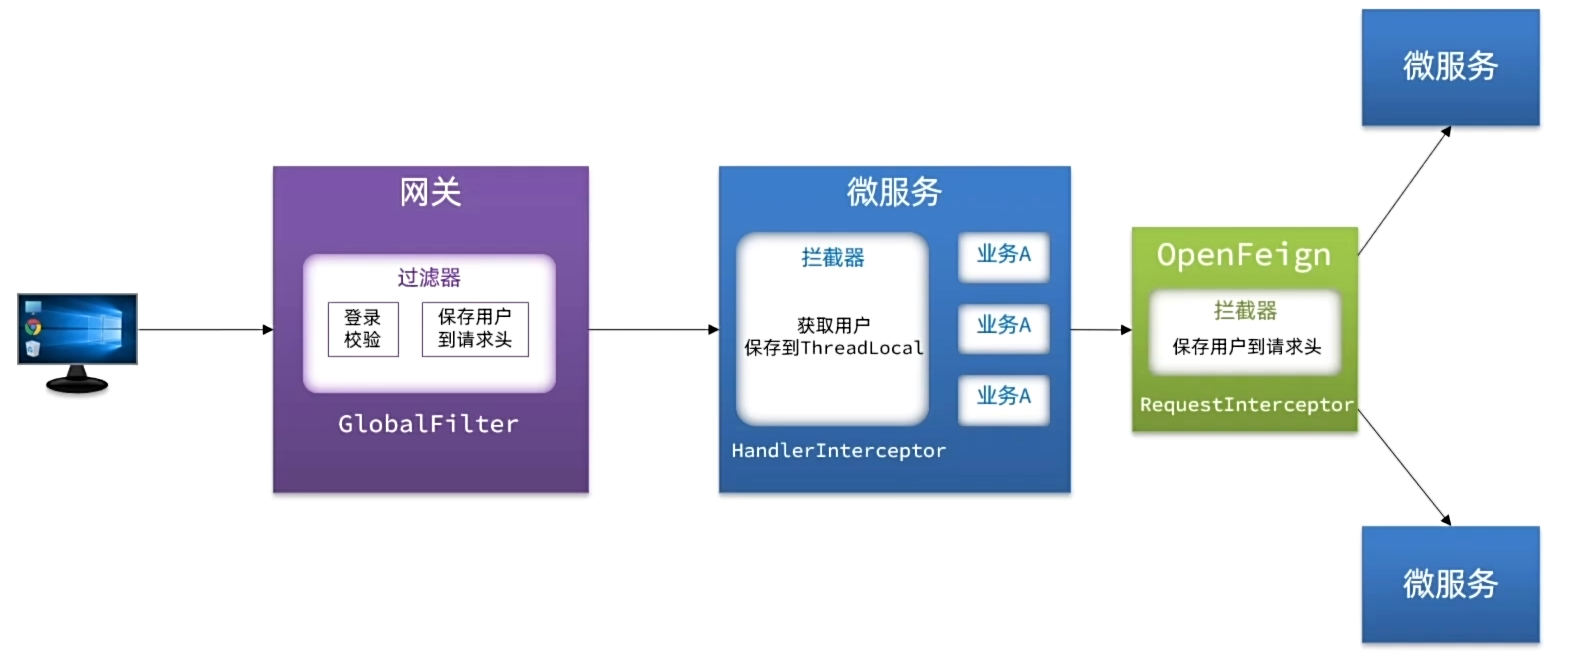 网关
过滤器
登录
校验
保存用户
到请求头
GlobalFilter
微服务
拦截器
获取用户
保存到ThreadLocal
HandlerInterceptor
业务A
业务A
业务A
OpenFeign
拦截器
保存用户到请求头
RequestInterceptor
微服务
微服务